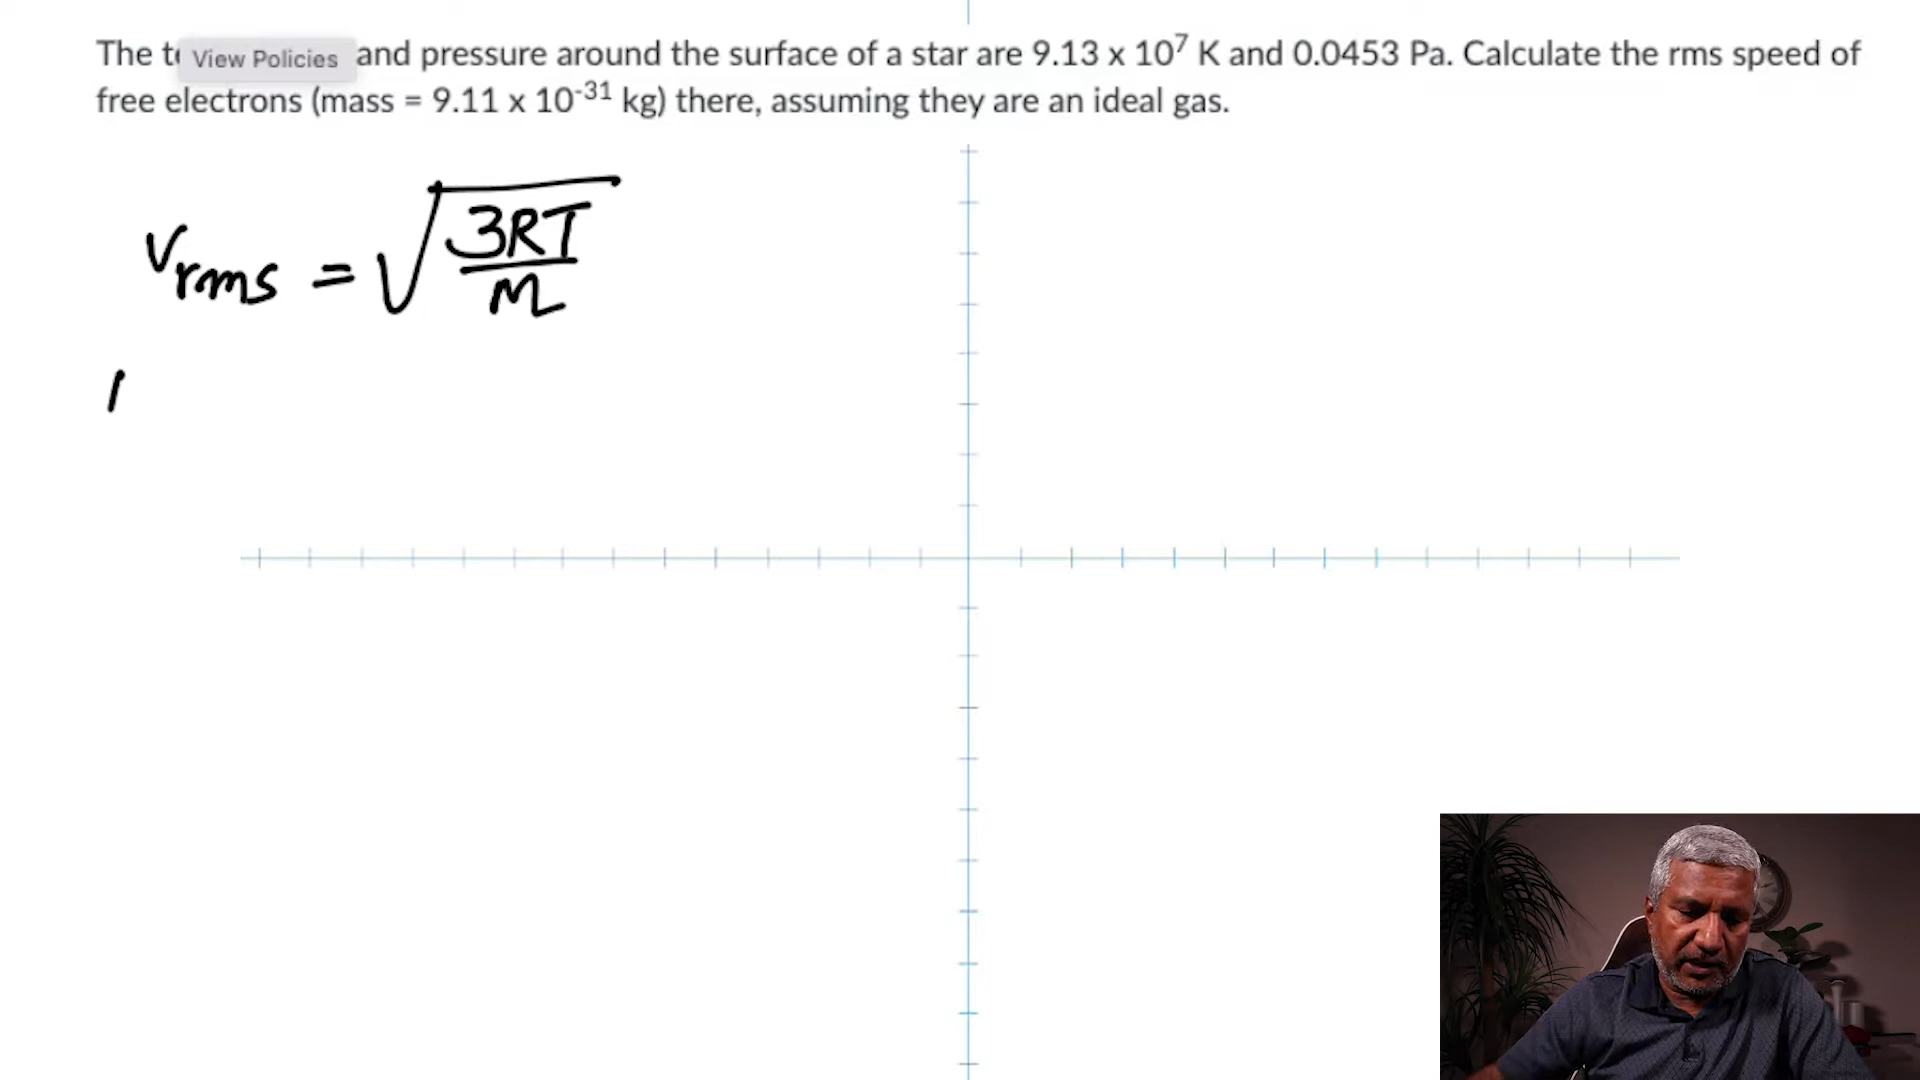 The t View Policies and pressure around the surface of a star are 9.13 x 10⁷ K and 0.0453 Pa. Calculate the rms speed of
free electrons (mass = 9.11 x 10⁻³¹ kg) there, assuming they are an ideal gas.
v_rms = √(3RT/M)